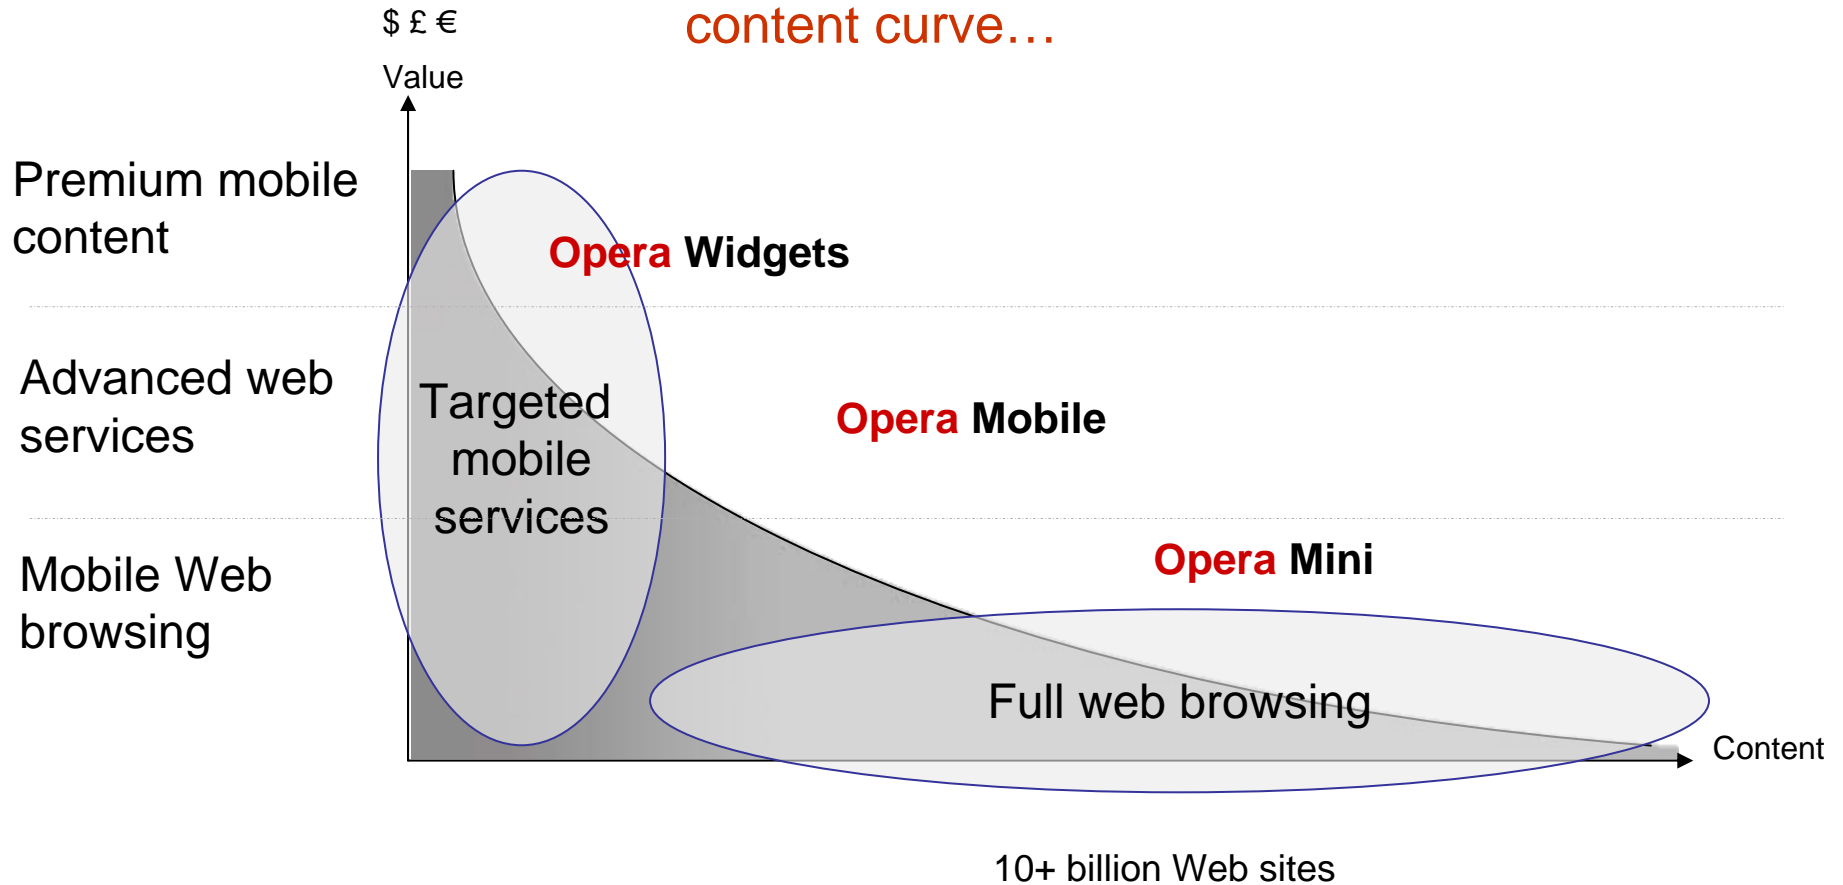 content curve…
$ £ €
Value
Premium mobile
content
Opera Widgets
Advanced web
services
Targeted
mobile
services
Opera Mobile
Mobile Web
browsing
Opera Mini
Full web browsing
Content
10+ billion Web sites